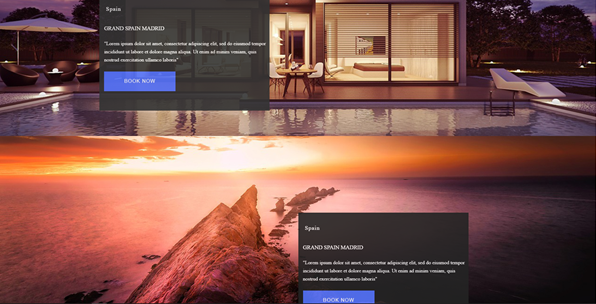 Spain
GRAND SPAIN MADRID
"Lorem ipsum dolor sit amet, consectetur adipiscing elit, sed do eiusmod tempor
incididunt ut labore et dolore magna aliqua. Ut enim ad minim veniam, quis
nostrud exercitation ullamco laboris"
BOOK NOW
Spain
GRAND SPAIN MADRID
"Lorem ipsum dolor sit amet, consectetur adipiscing elit, sed do eiusmod tempor
incididunt ut labore et dolore magna aliqua. Ut enim ad minim veniam, quis
nostrud exercitation ullamco laboris"
BOOK NOW